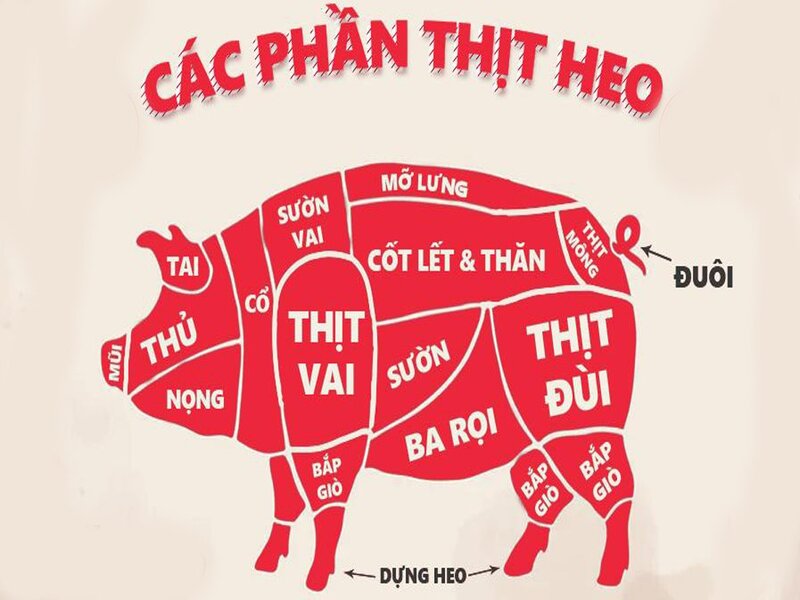 CÁC PHẦN THỊT HEO
MỠ LƯNG
SƯỜN
VAI
TAI
CỐT LẾT & THĂN
THỊT
MÔNG
ĐUÔI
CỔ
THỦ
MŨI
NỌNG
THỊT
VAI
SƯỜN
THỊT
ĐÙI
BA RỌI
BẮP
GIÒ
BẮP
GIÒ
BẮP
GIÒ
DỰNG HEO